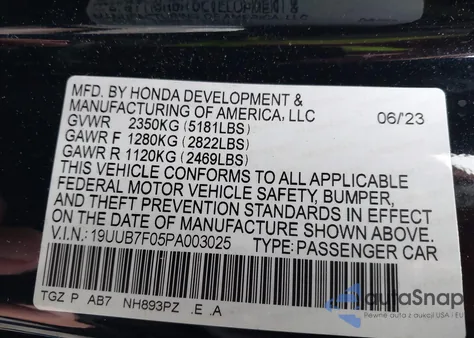 MFD. BY HONDA DEVELOPMENT &
MANUFACTURING OF AMERICA, LLC
GVWR 2350KG (5181LBS) 06/23
GAWR F 1280KG (2822LBS)
GAWR R 1120KG (2469LBS)
THIS VEHICLE CONFORMS TO ALL APPLICABLE
FEDERAL MOTOR VEHICLE SAFETY, BUMPER,
AND THEFT PREVENTION STANDARDS IN EFFECT
ON THE DATE OF MANUFACTURE SHOWN ABOVE.
V.I.N.: 19UUB7F05PA003025 TYPE: PASSENGER CAR
TGZ P AB7 NH893PZ .E .A
autoSnap